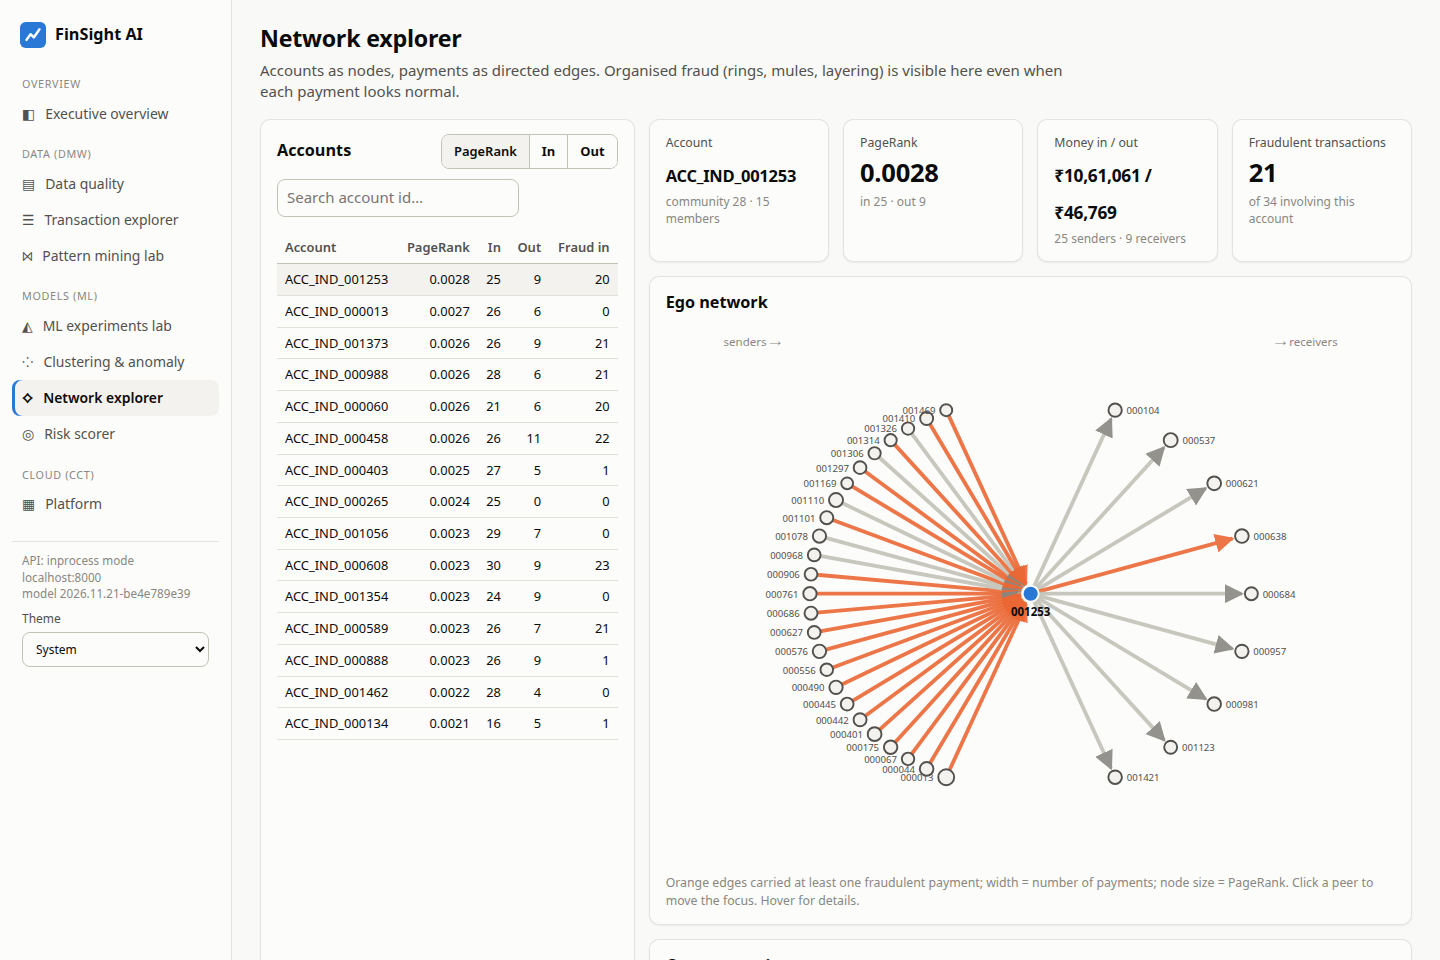 FinSight AI
OVERVIEW
Executive overview
DATA (DMW)
Data quality
Transaction explorer
Pattern mining lab
MODELS (ML)
ML experiments lab
Clustering & anomaly
Network explorer
Risk scorer
CLOUD (CCT)
Platform
API: inprocess mode
localhost:8000
model 2026.11.21-be4e789e39
Theme
System
Network explorer
Accounts as nodes, payments as directed edges. Organised fraud (rings, mules, layering) is visible here even when
each payment looks normal.
Accounts
PageRank In Out
Search account id...
Account PageRank In Out Fraud in
ACC_IND_001253 0.0028 25 9 20
ACC_IND_000013 0.0027 26 6 0
ACC_IND_001373 0.0026 26 9 21
ACC_IND_000988 0.0026 28 6 21
ACC_IND_000060 0.0026 21 6 20
ACC_IND_000458 0.0026 26 11 22
ACC_IND_000403 0.0025 27 5 1
ACC_IND_000265 0.0024 25 0 0
ACC_IND_001056 0.0023 29 7 0
ACC_IND_000608 0.0023 30 9 23
ACC_IND_001354 0.0023 24 9 0
ACC_IND_000589 0.0023 26 7 21
ACC_IND_000888 0.0023 26 9 1
ACC_IND_001462 0.0022 28 4 0
ACC_IND_000134 0.0021 16 5 1
Account
ACC_IND_001253
community 28 · 15
members
PageRank
0.0028
in 25 · out 9
Money in / out
₹10,61,061 /
₹46,769
25 senders · 9 receivers
Fraudulent transactions
21
of 34 involving this
account
Ego network
senders →
→ receivers
001469
001410
001326
001314
001306
001297
001169
001110
001101
001078
000968
000906
000761
000686
000627
000576
000556
000490
000445
000442
000401
000175
000067
000044
000013
001253
000104
000537
000621
000638
000684
000957
000981
001123
001421
Orange edges carried at least one fraudulent payment; width = number of payments; node size = PageRank. Click a peer to
move the focus. Hover for details.